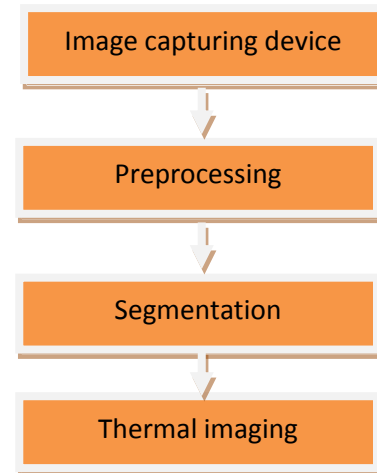 Image capturing device
Preprocessing
Segmentation
Thermal imaging